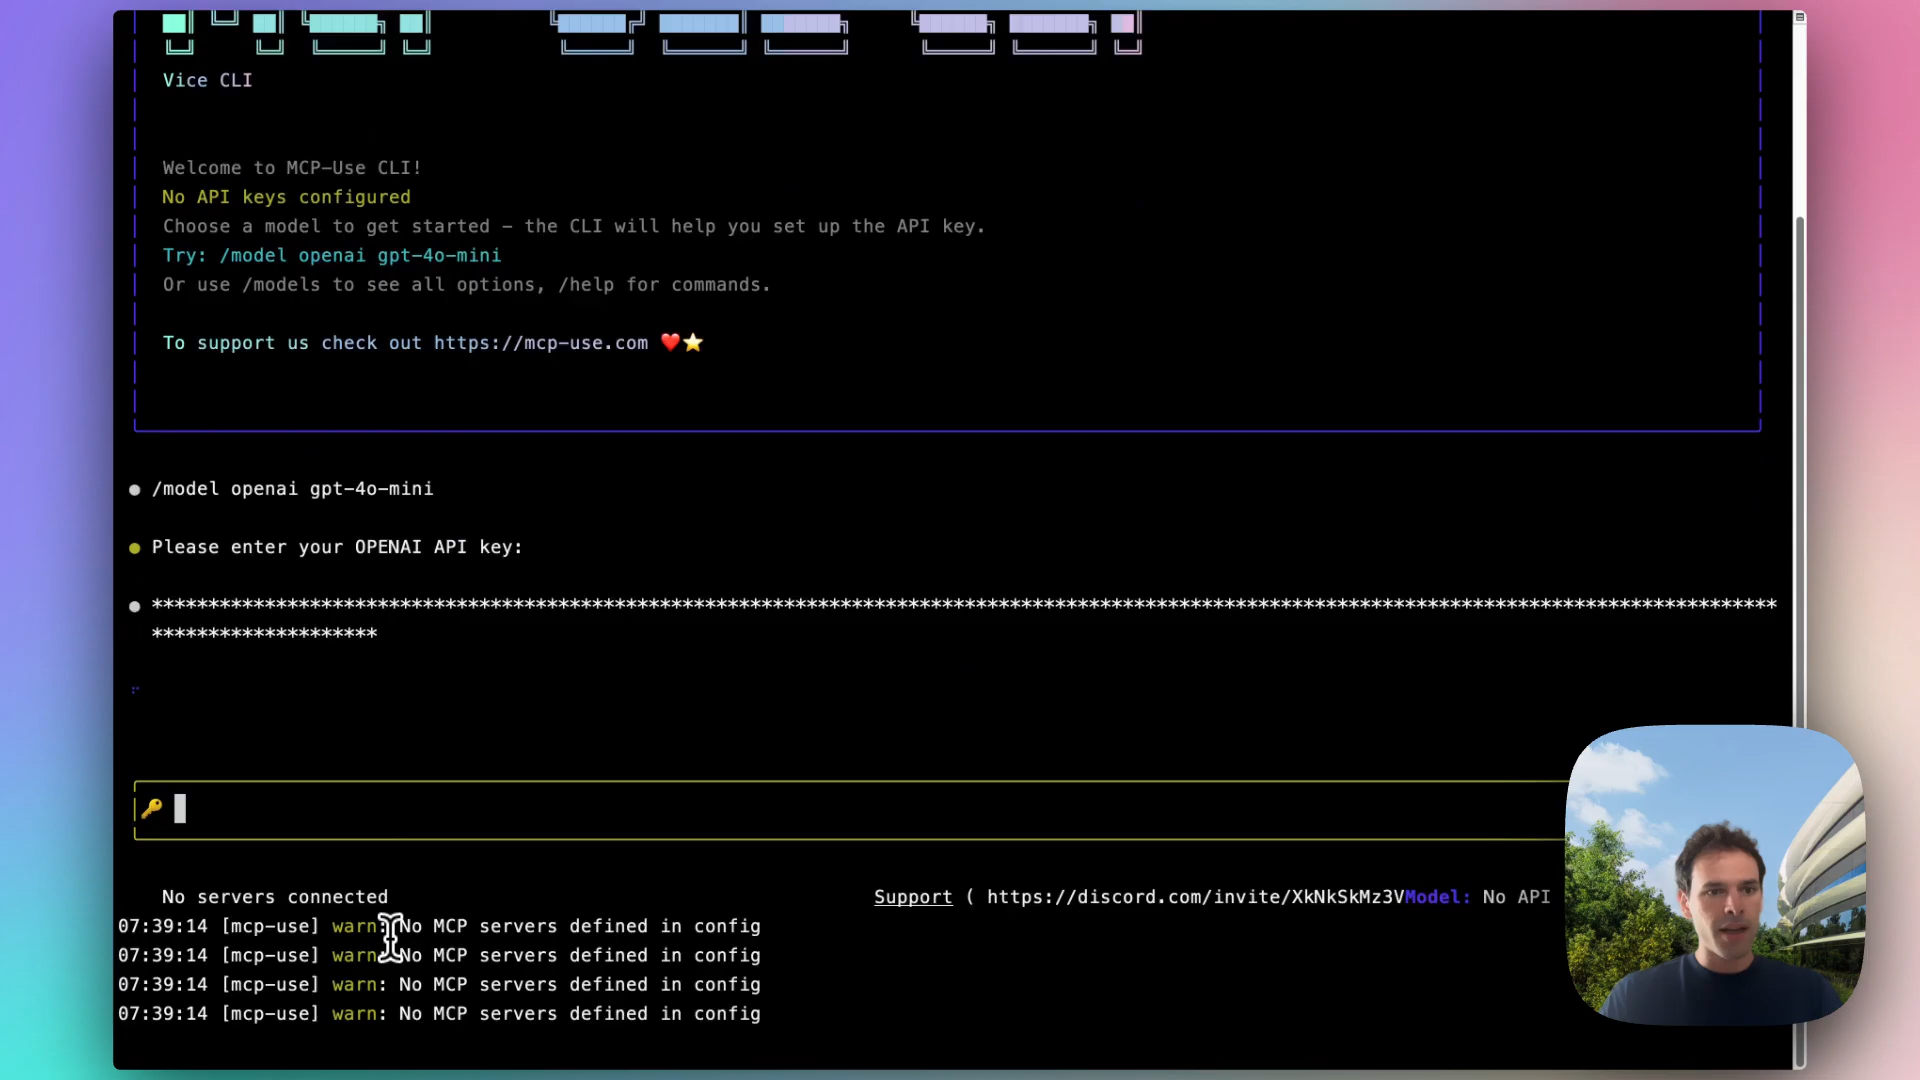 Vice CLI
Welcome to MCP-Use CLI!
No API keys configured
Choose a model to get started – the CLI will help you set up the API key.
Try: /model openai gpt-4o-mini
Or use /models to see all options, /help for commands.
To support us check out https://mcp-use.com ❤️⭐
● /model openai gpt-4o-mini
● Please enter your OPENAI API key:
● ************************************************************************************************************************************************
********************
🔑
No servers connected Support ( https://discord.com/invite/XkNkSkMz3VModel: No API
07:39:14 [mcp-use] warn: No MCP servers defined in config
07:39:14 [mcp-use] warn: No MCP servers defined in config
07:39:14 [mcp-use] warn: No MCP servers defined in config
07:39:14 [mcp-use] warn: No MCP servers defined in config